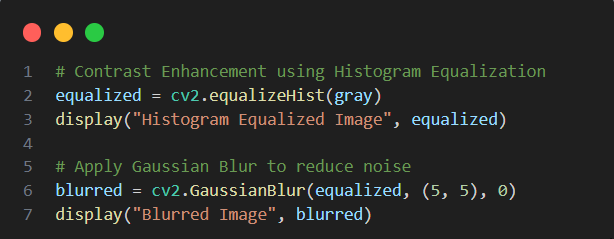 1 # Contrast Enhancement using Histogram Equalization
2 equalized = cv2.equalizeHist(gray)
3 display("Histogram Equalized Image", equalized)
4
5 # Apply Gaussian Blur to reduce noise
6 blurred = cv2.GaussianBlur(equalized, (5, 5), 0)
7 display("Blurred Image", blurred)